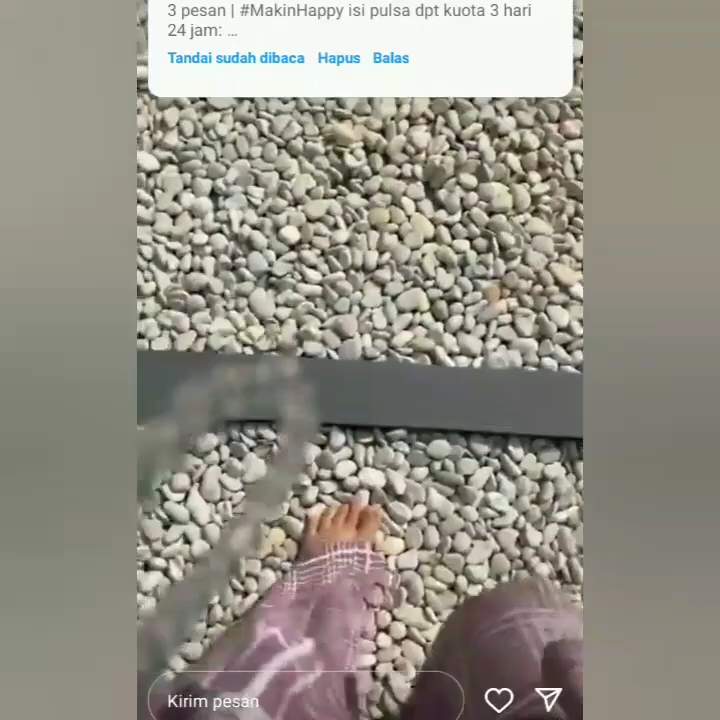 3 pesan | #MakinHappy isi pulsa dpt kuota 3 hari
24 jam: ...
Tandai sudah dibaca Hapus Balas
Kirim pesan